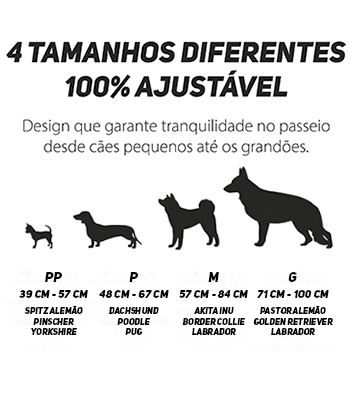 4 TAMANHOS DIFERENTES
100% AJUSTÁVEL
Design que garante tranquilidade no passeio
desde cães pequenos até os grandões.
PP
39 CM - 57 CM
SPITZ ALEMÃO
PINSCHER
YORKSHIRE
P
48 CM - 67 CM
DACHSHUND
POODLE
PUG
M
57 CM - 84 CM
AKITA INU
BORDER COLLIE
LABRADOR
G
71 CM - 100 CM
PASTOR ALEMÃO
GOLDEN RETRIEVER
LABRADOR